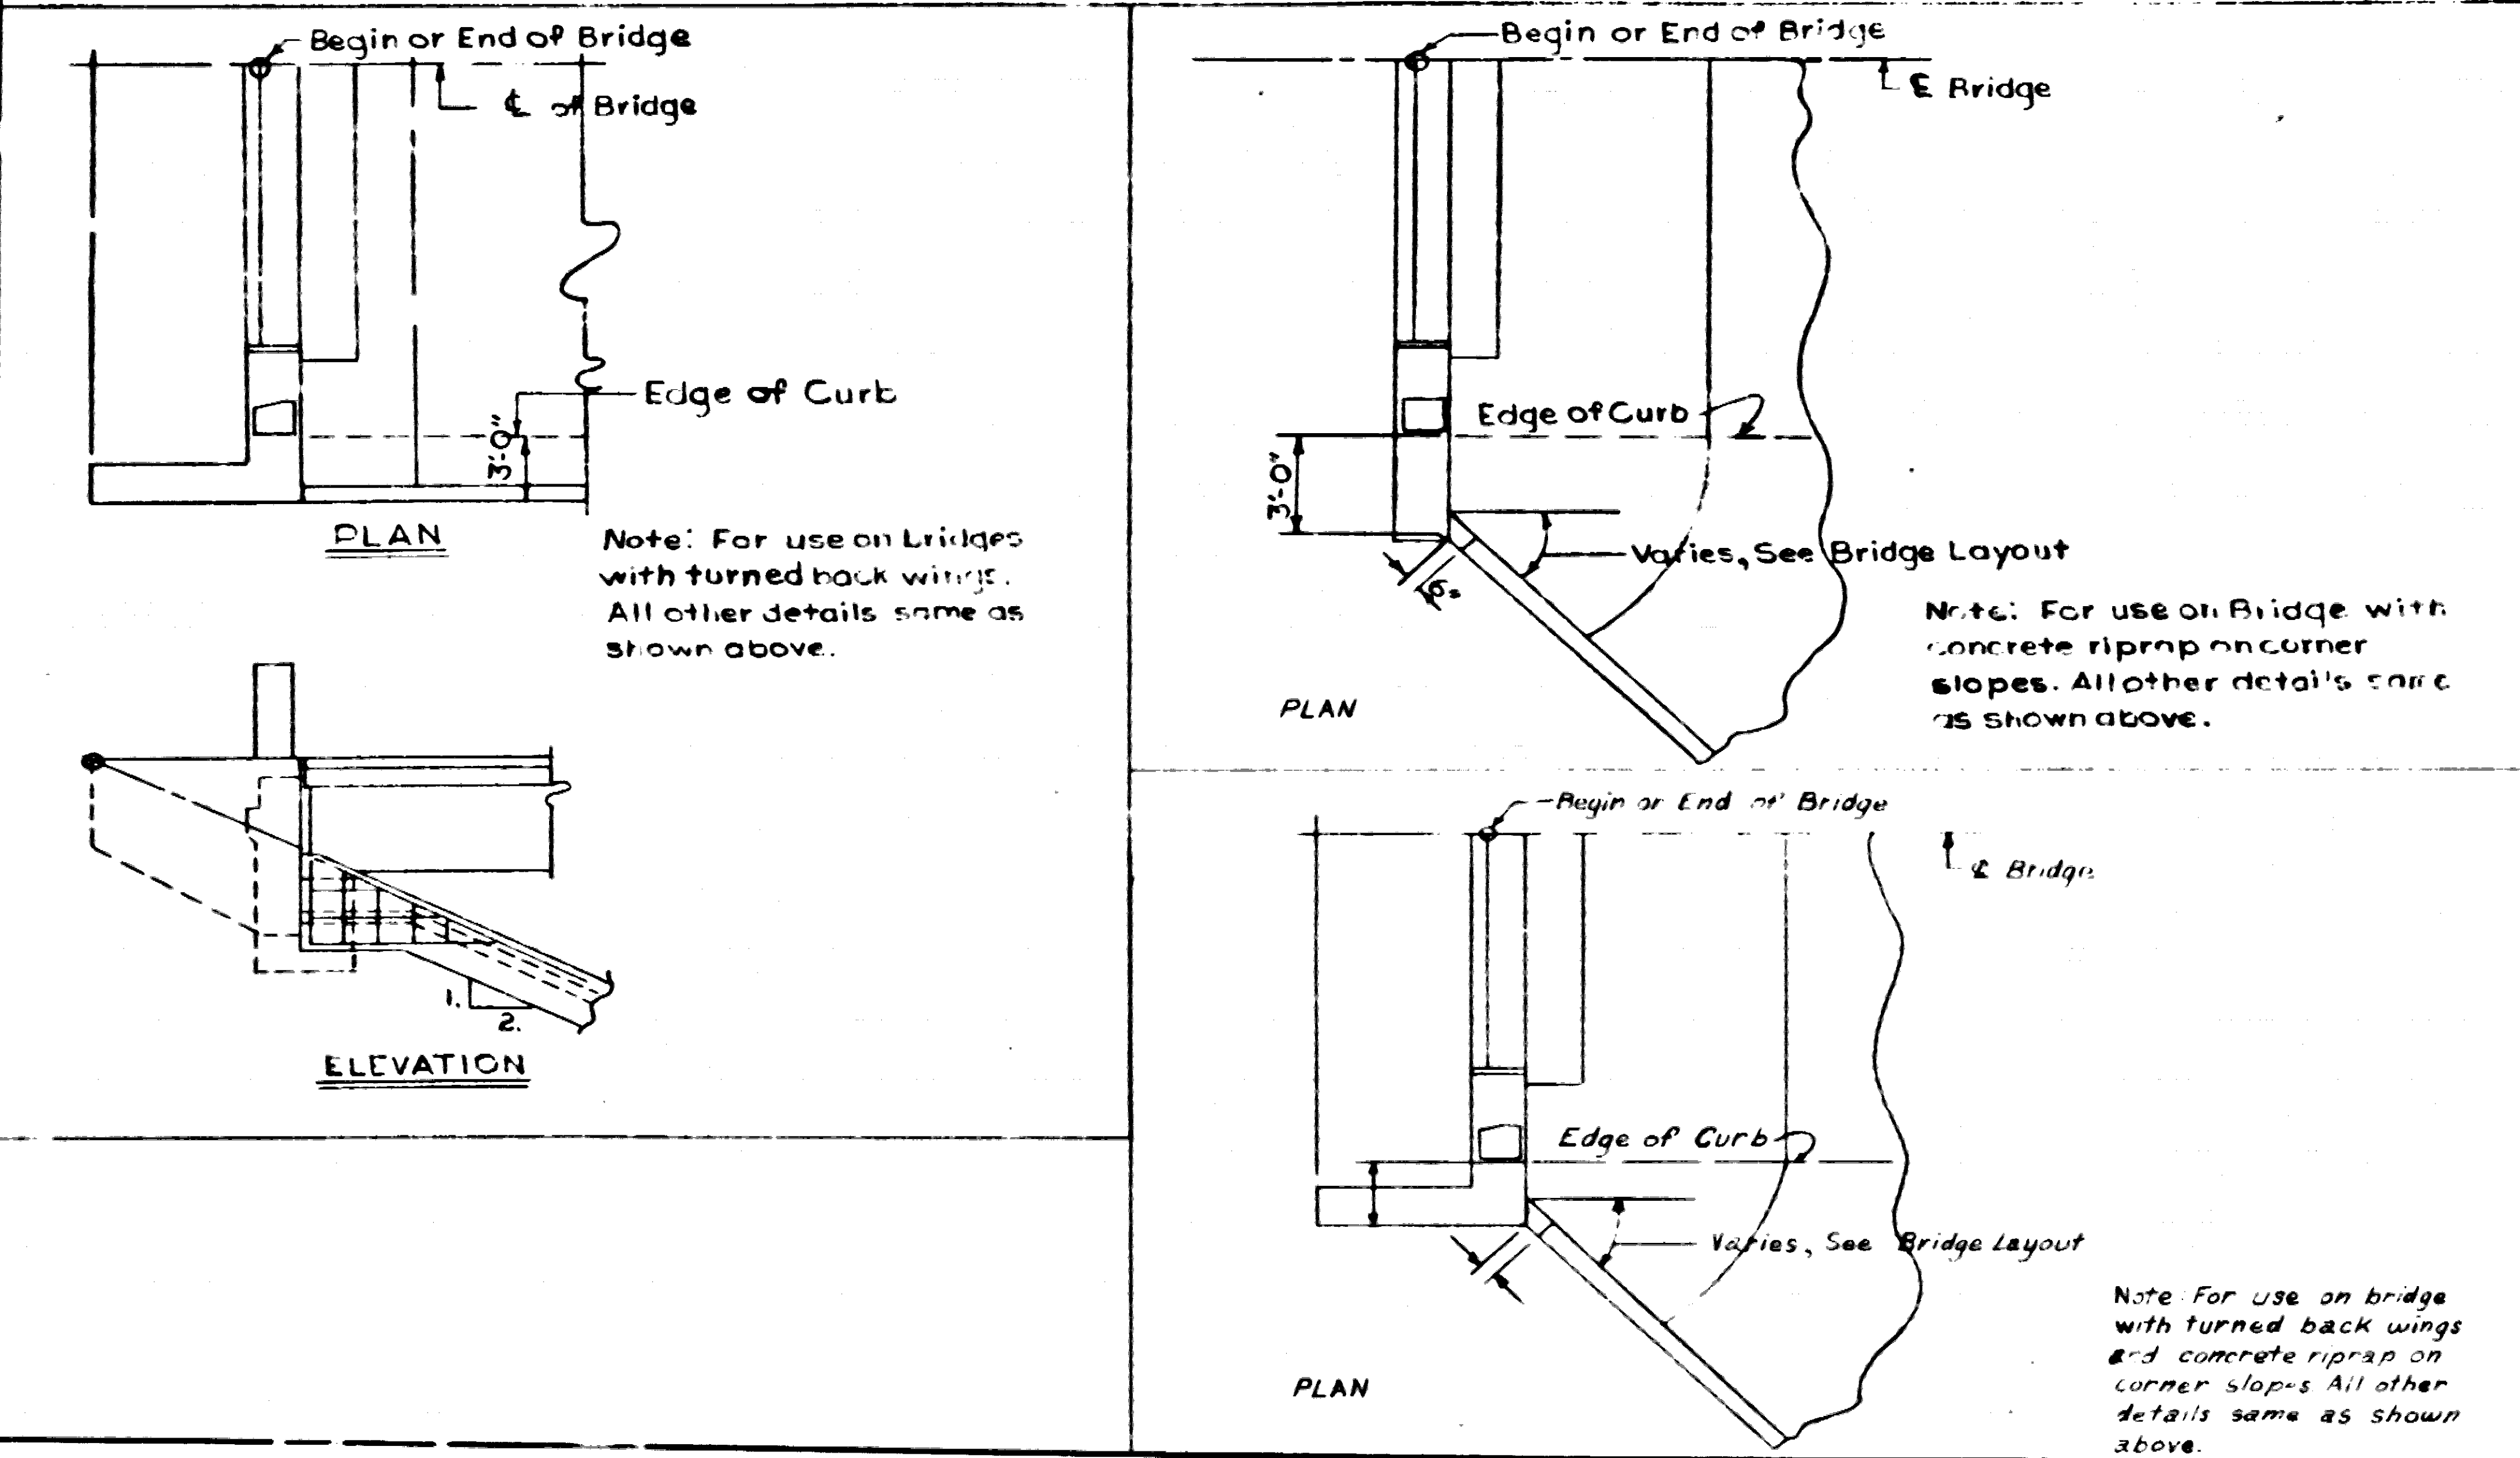 Begin or End of Bridge
℄ of Bridge
Edge of Curb
3'-0"
PLAN
Note: For use on bridges
with turned back wings.
All other details same as
shown above.
1.
2.
ELEVATION
Begin or End of Bridge
℄ Bridge
Edge of Curb
3'-0"
Varies, See Bridge Layout
PLAN
Note: For use on Bridge with
concrete riprap on corner
slopes. All other details same
as shown above.
Begin or End of Bridge
℄ Bridge
Edge of Curb
Varies, See Bridge Layout
PLAN
Note: For use on bridge
with turned back wings
and concrete riprap on
corner slopes All other
details same as shown
above.